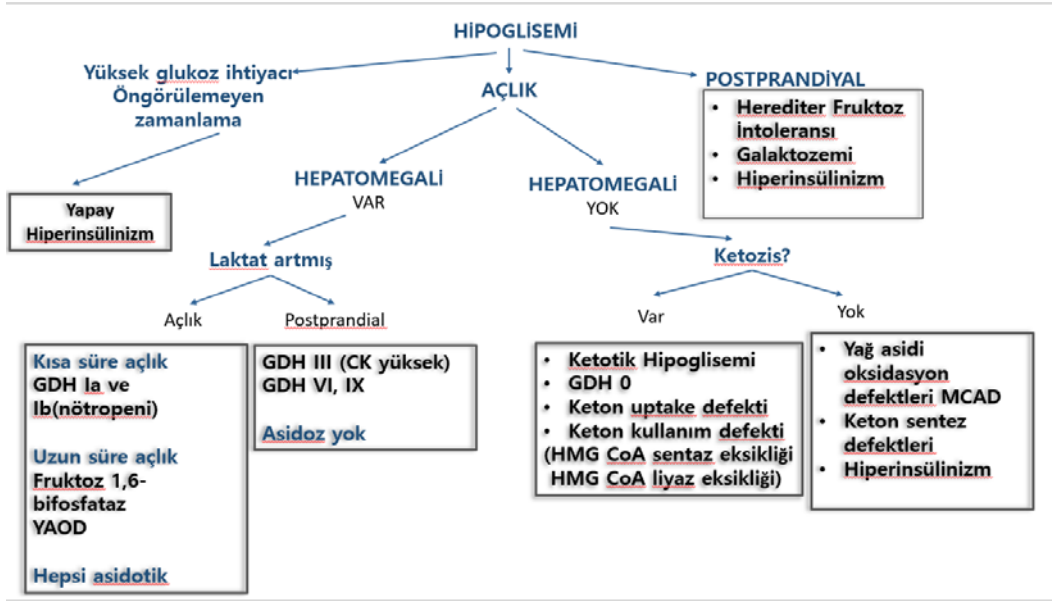 HİPOGLİSEMİ
Yüksek glukoz ihtiyacı
Öngörülemeyen
zamanlama
AÇLIK
POSTPRANDİYAL
• Herediter Fruktoz
İntoleransı
• Galaktozemi
• Hiperinsülinizm
Yapay
Hiperinsülinizm
HEPATOMEGALİ
VAR
HEPATOMEGALİ
YOK
Laktat artmış
Ketozis?
Açlık
Postprandial
Var
Yok
Kısa süre açlık
GDH Ia ve
Ib(nötropeni)
Uzun süre açlık
Fruktoz 1,6-
bifosfataz
YAOD
Hepsi asidotik
GDH III (CK yüksek)
GDH VI, IX
Asidoz yok
• Ketotik Hipoglisemi
• GDH 0
• Keton uptake defekti
• Keton kullanım defekti
(HMG CoA sentaz eksikliği
HMG CoA liyaz eksikliği)
• Yağ asidi
oksidasyon
defektleri MCAD
• Keton sentez
defektleri
• Hiperinsülinizm